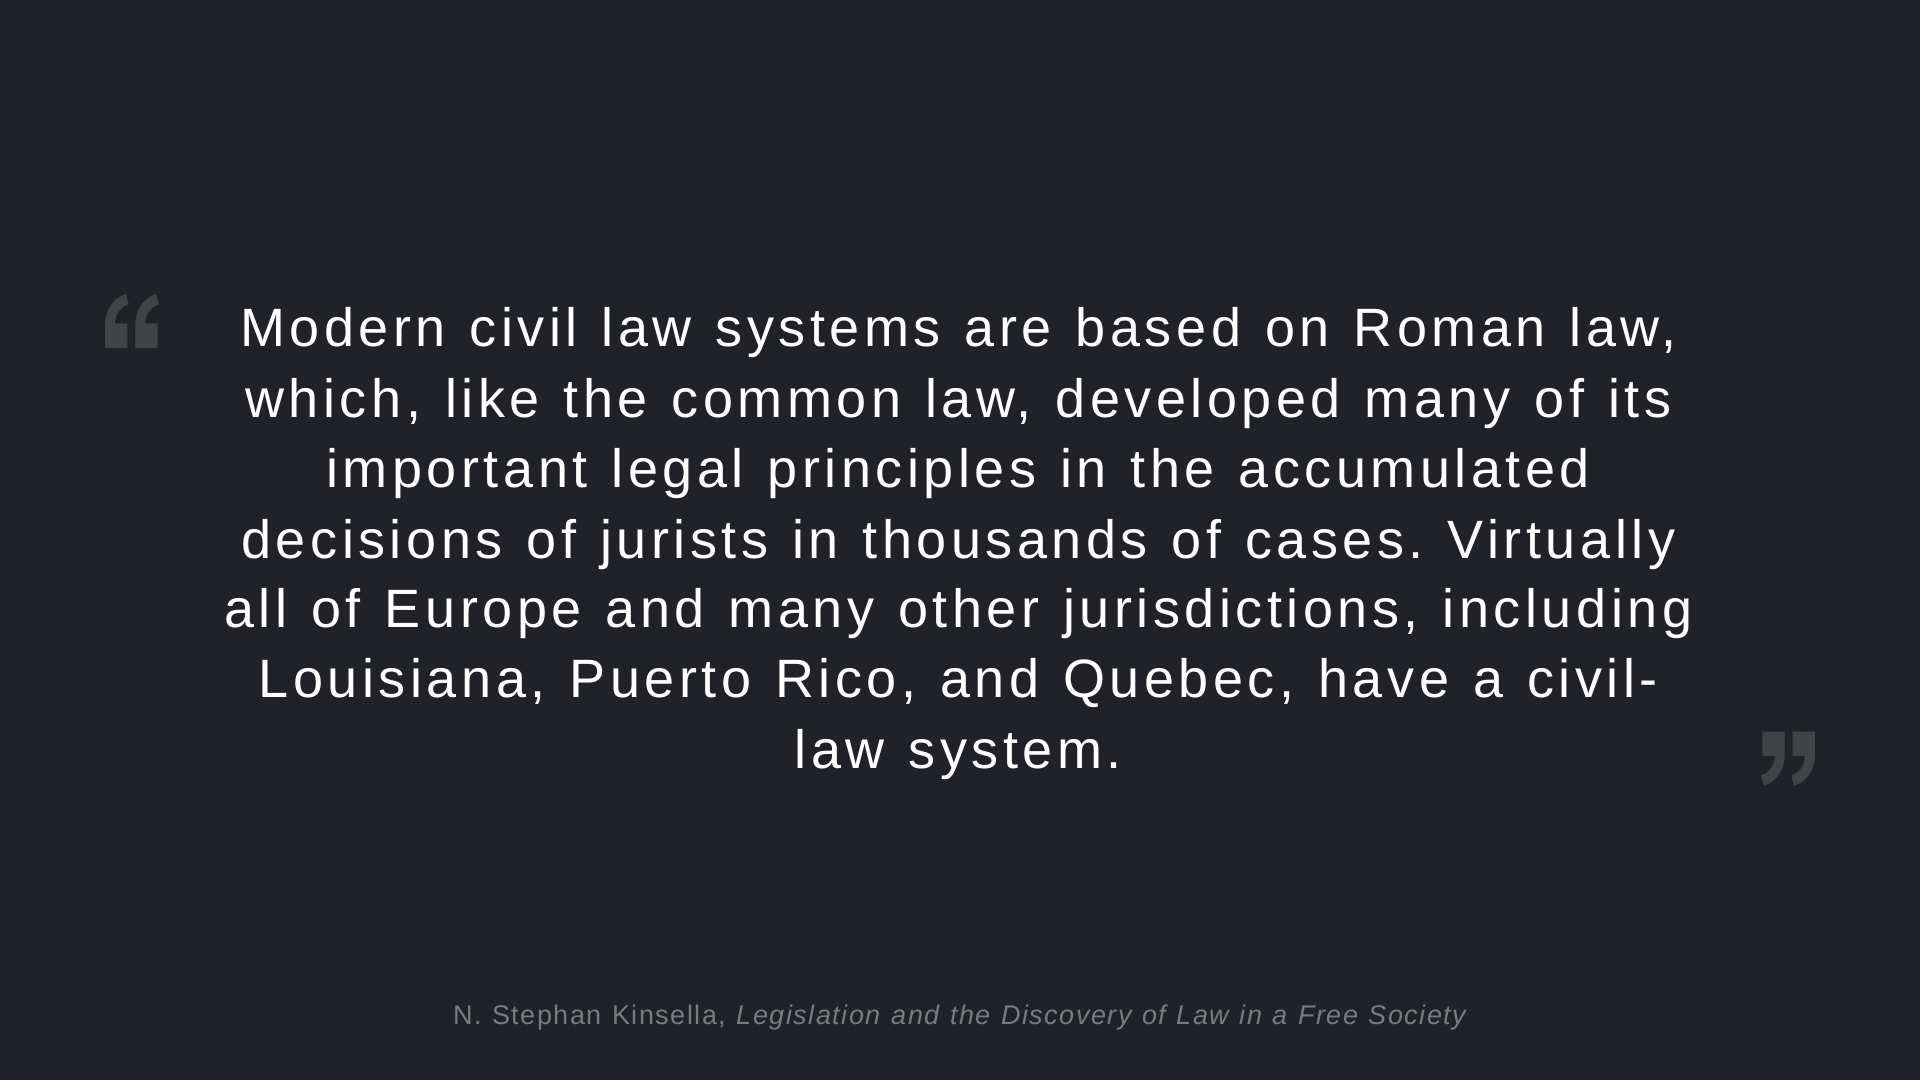 “
Modern civil law systems are based on Roman law,
which, like the common law, developed many of its
important legal principles in the accumulated
decisions of jurists in thousands of cases. Virtually
all of Europe and many other jurisdictions, including
Louisiana, Puerto Rico, and Quebec, have a civil-
law system.
”
N. Stephan Kinsella, Legislation and the Discovery of Law in a Free Society